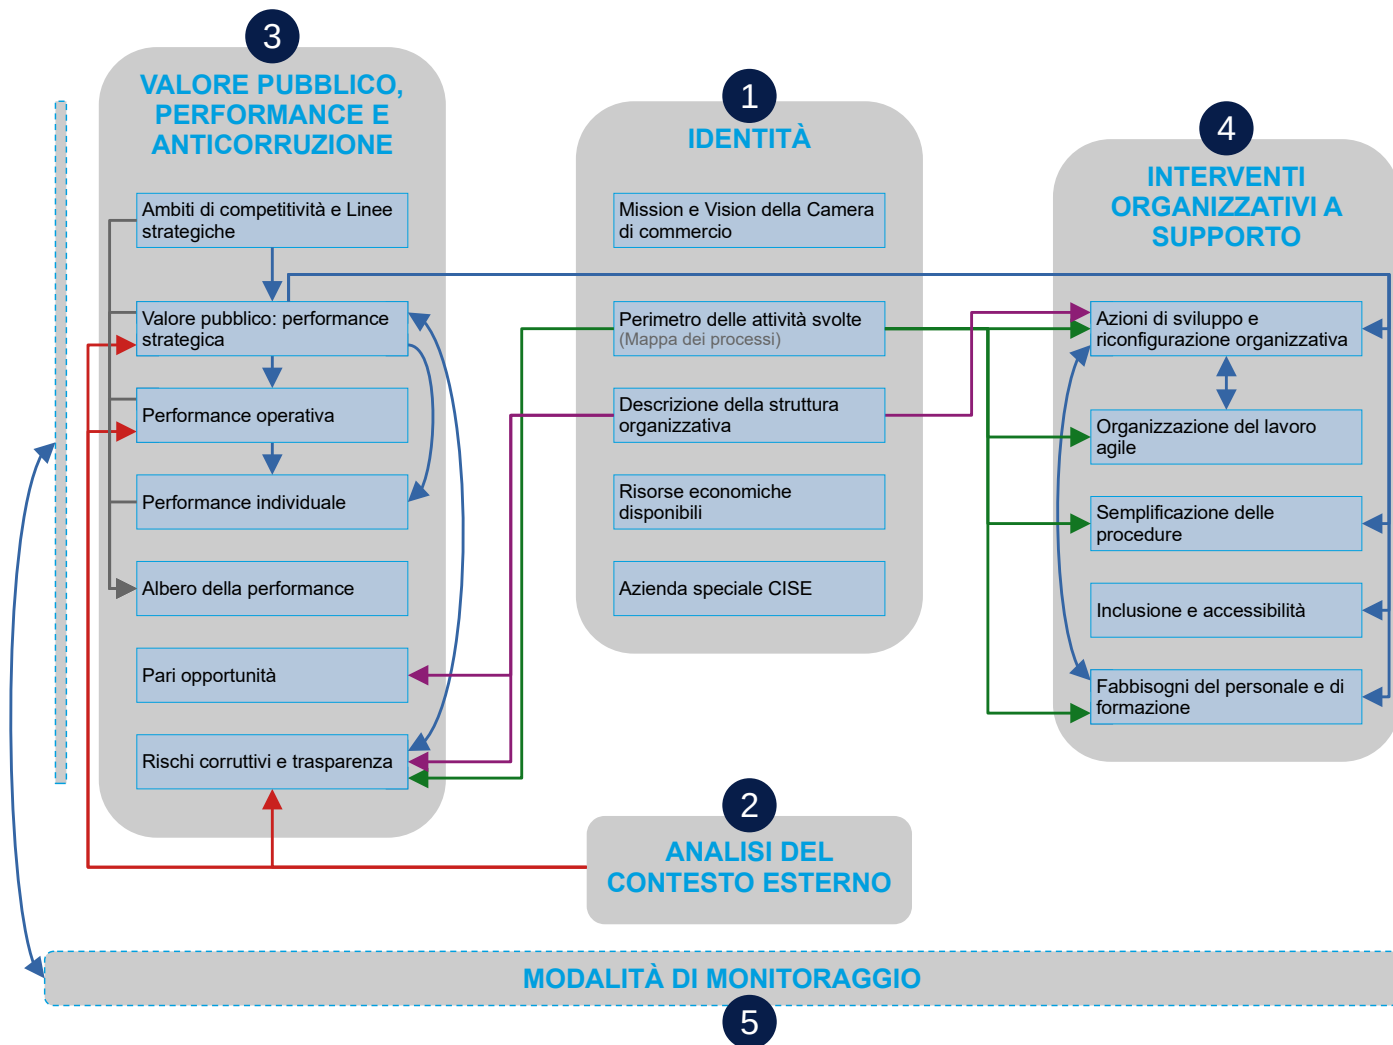 3
VALORE PUBBLICO,
PERFORMANCE E
ANTICORRUZIONE
Ambiti di competitività e Linee
strategiche
Valore pubblico: performance
strategica
Performance operativa
Performance individuale
Albero della performance
Pari opportunità
Rischi corruttivi e trasparenza
1
IDENTITÀ
Mission e Vision della Camera
di commercio
Perimetro delle attività svolte
(Mappa dei processi)
Descrizione della struttura
organizzativa
Risorse economiche
disponibili
Azienda speciale CISE
4
INTERVENTI
ORGANIZZATIVI A
SUPPORTO
Azioni di sviluppo e
riconfigurazione organizzativa
Organizzazione del lavoro
agile
Semplificazione delle
procedure
Inclusione e accessibilità
Fabbisogni del personale e di
formazione
2
ANALISI DEL
CONTESTO ESTERNO
MODALITÀ DI MONITORAGGIO
5